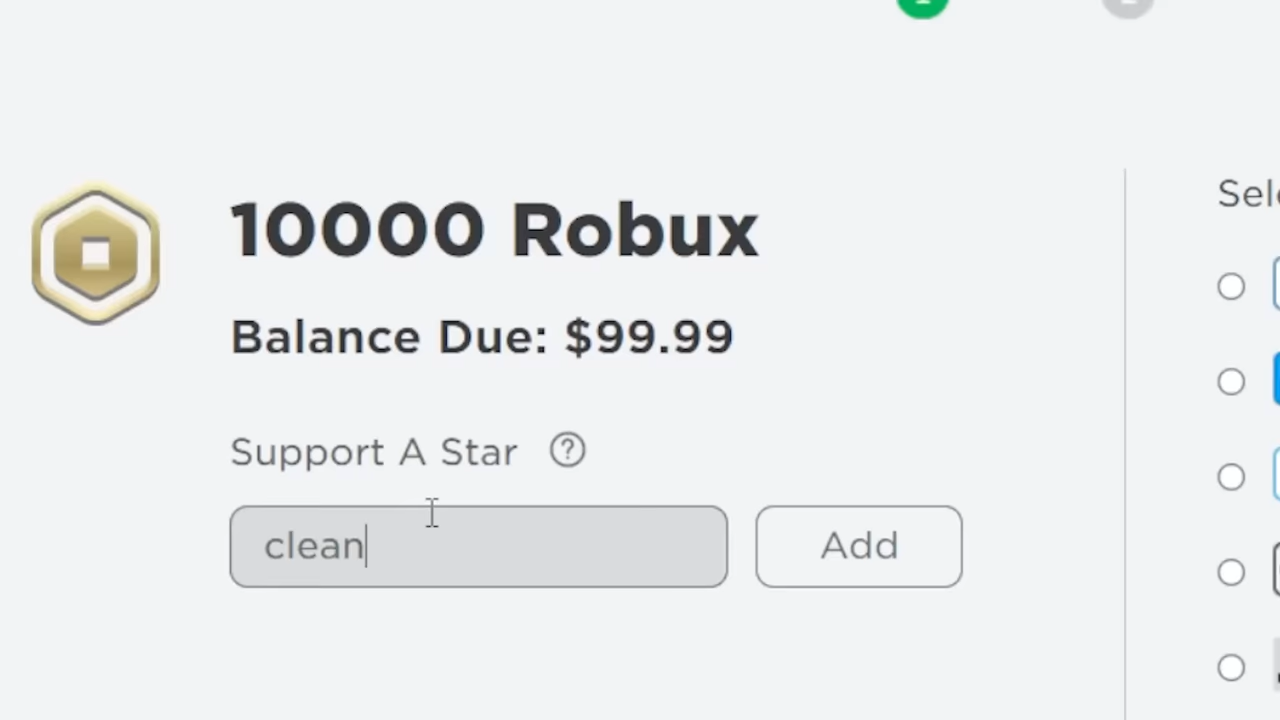 10000 Robux
Balance Due: $99.99
Support A Star ?
clean
Add